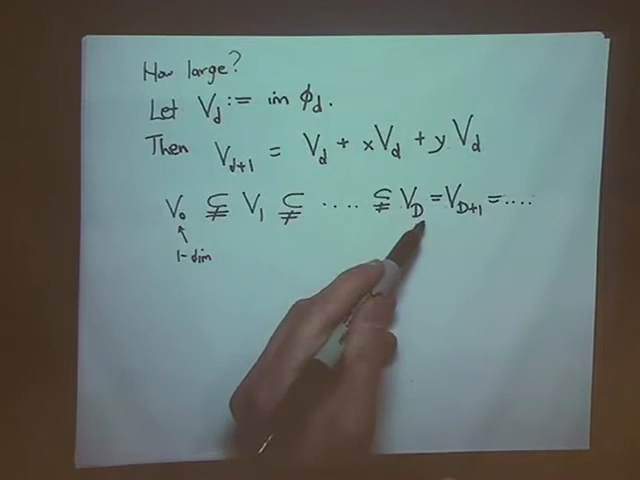 How large?
Let V_d := im ϕ_d.
Then V_{d+1} = V_d + xV_d + yV_d
V_0 ⊊ V_1 ⊊ .... ⊊ V_D = V_{D+1} = ....
↑
1-dim